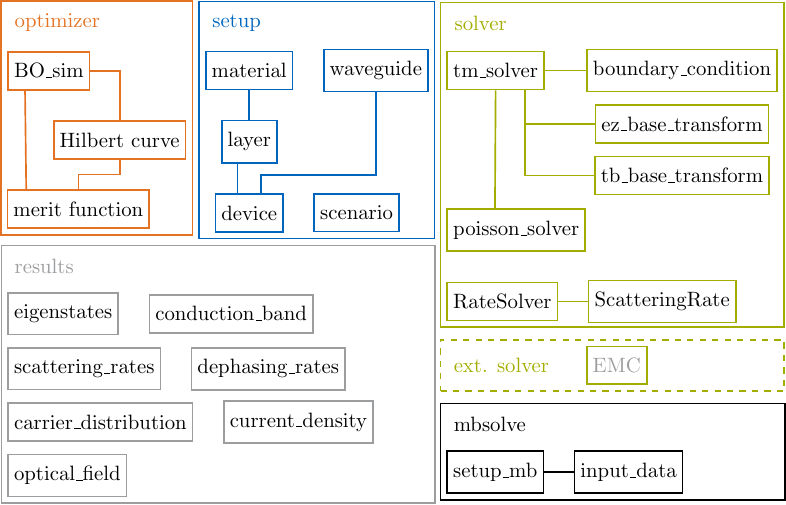 optimizer
BO_sim
Hilbert curve
merit function
setup
material
waveguide
layer
device
scenario
solver
tm_solver
boundary_condition
ez_base_transform
tb_base_transform
poisson_solver
RateSolver
ScatteringRate
results
eigenstates
conduction_band
scattering_rates
dephasing_rates
carrier_distribution
current_density
optical_field
ext. solver
EMC
mbsolve
setup_mb
input_data